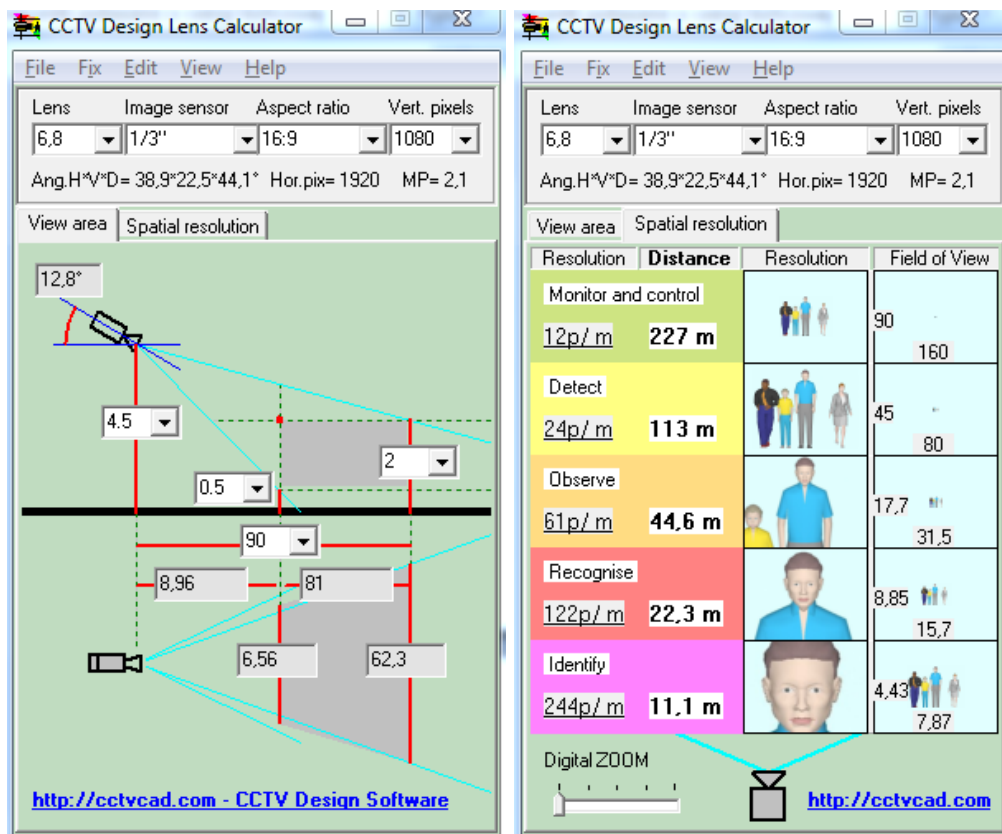 CCTV Design Lens Calculator
File Fix Edit View Help
Lens Image sensor Aspect ratio Vert. pixels
6,8 1/3" 16:9 1080
Ang.H*V*D= 38,9*22,5*44,1° Hor.pix= 1920 MP= 2,1
View area Spatial resolution
12,8°
4.5
2
0.5
90
8,96 81
6,56 62,3
http://cctvcad.com - CCTV Design Software
CCTV Design Lens Calculator
File Fix Edit View Help
Lens Image sensor Aspect ratio Vert. pixels
6,8 1/3" 16:9 1080
Ang.H*V*D= 38,9*22,5*44,1° Hor.pix= 1920 MP= 2,1
View area Spatial resolution
Resolution Distance Resolution Field of View
Monitor and control
12p/ m 227 m
90
160
Detect
24p/ m 113 m
45
80
Observe
61p/ m 44,6 m
17,7
31,5
Recognise
122p/ m 22,3 m
8,85
15,7
Identify
244p/ m 11,1 m
4,43
7,87
Digital ZOOM
http://cctvcad.com